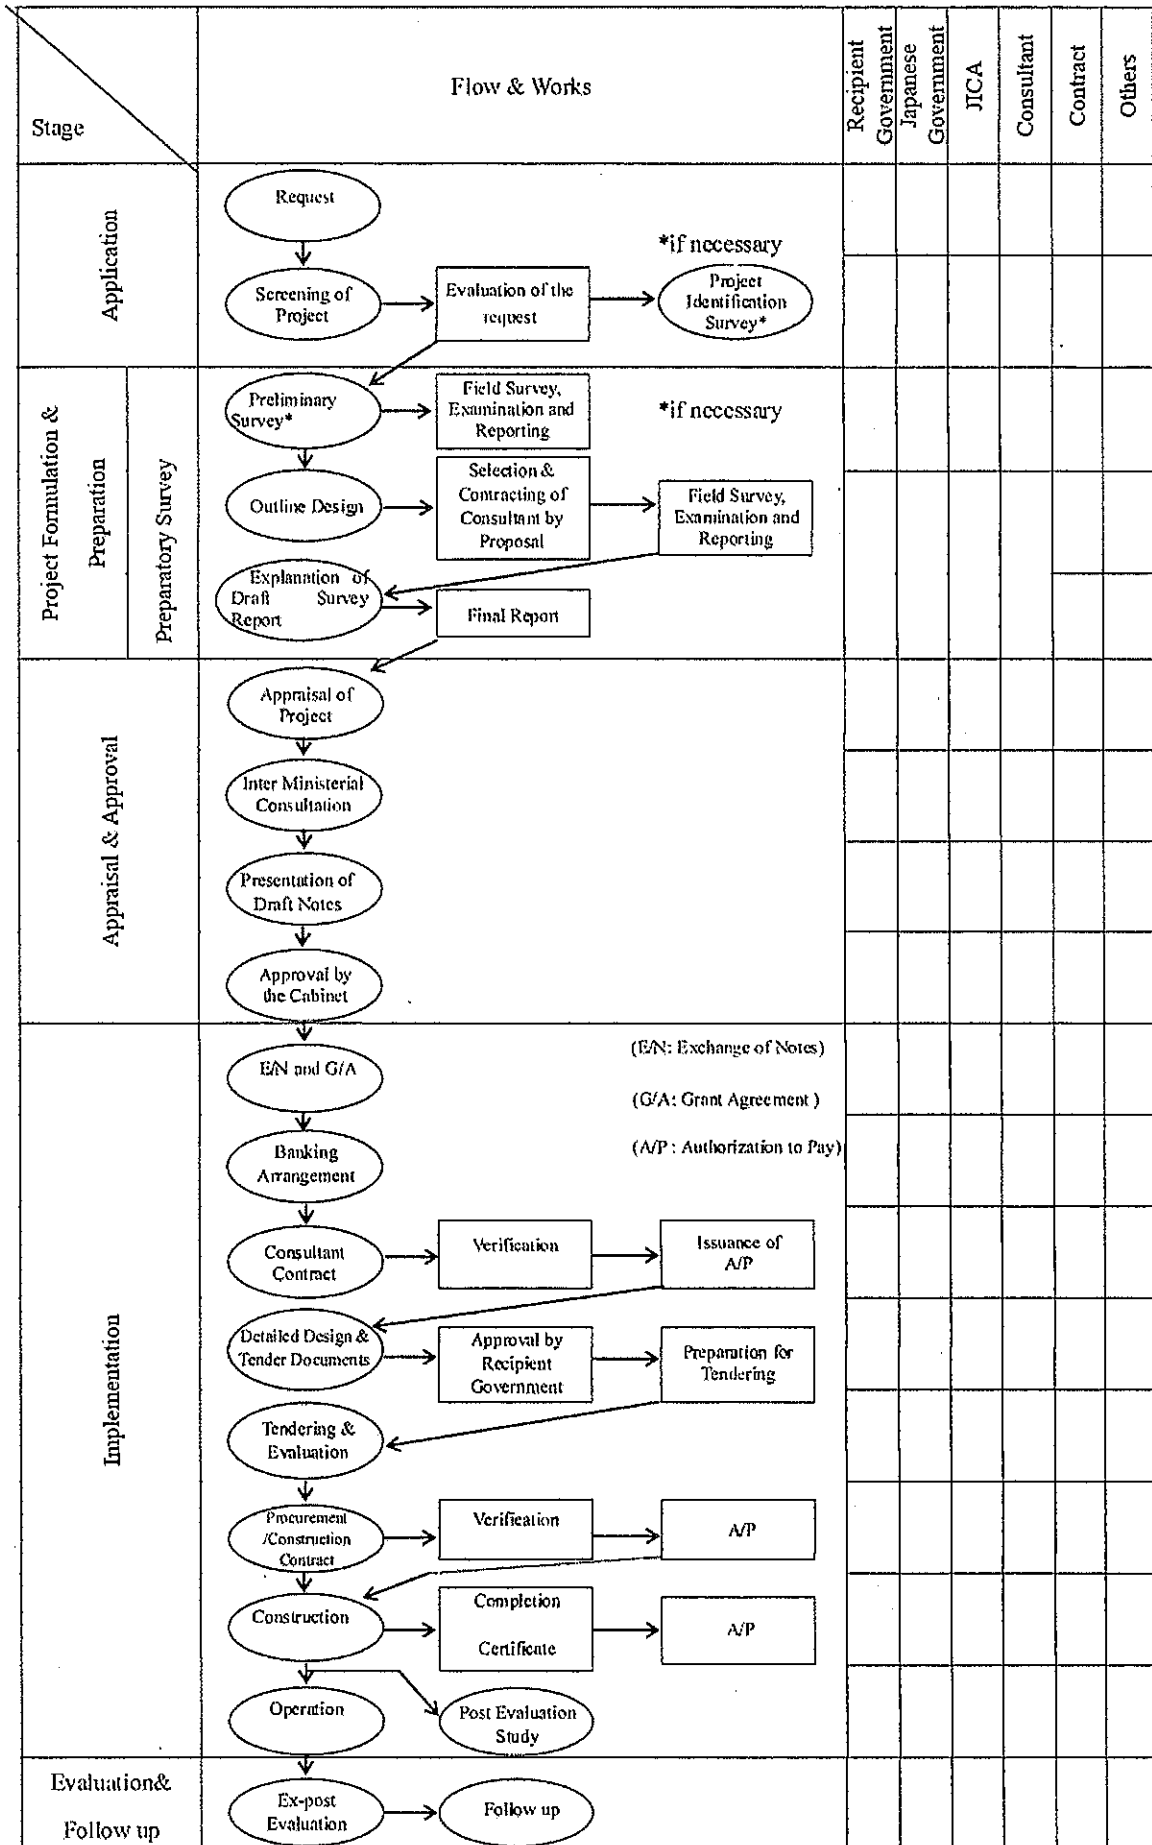 Stage
Flow & Works
Recipient
Government
Japanese
Government
JICA
Consultant
Contract
Others
Application
Request
*if necessary
Screening of
Project
Evaluation of the
request
Project
Identification
Survey*
Project Formulation &
Preparation
Preparatory Survey
Preliminary
Survey*
Field Survey,
Examination and
Reporting
*if necessary
Outline Design
Selection &
Contracting of
Consultant by
Proposal
Field Survey,
Examination and
Reporting
Explanation of
Draft Survey
Report
Final Report
Appraisal & Approval
Appraisal of
Project
Inter Ministerial
Consultation
Presentation of
Draft Notes
Approval by
the Cabinet
Implementation
E/N and G/A
(E/N: Exchange of Notes)
(G/A: Grant Agreement )
(A/P : Authorization to Pay)
Banking
Arrangement
Consultant
Contract
Verification
Issuance of
A/P
Detailed Design &
Tender Documents
Approval by
Recipient
Government
Preparation for
Tendering
Tendering &
Evaluation
Procurement
/Construction
Contract
Verification
A/P
Construction
Completion
Certificate
A/P
Operation
Post Evaluation
Study
Evaluation&
Follow up
Ex-post
Evaluation
Follow up